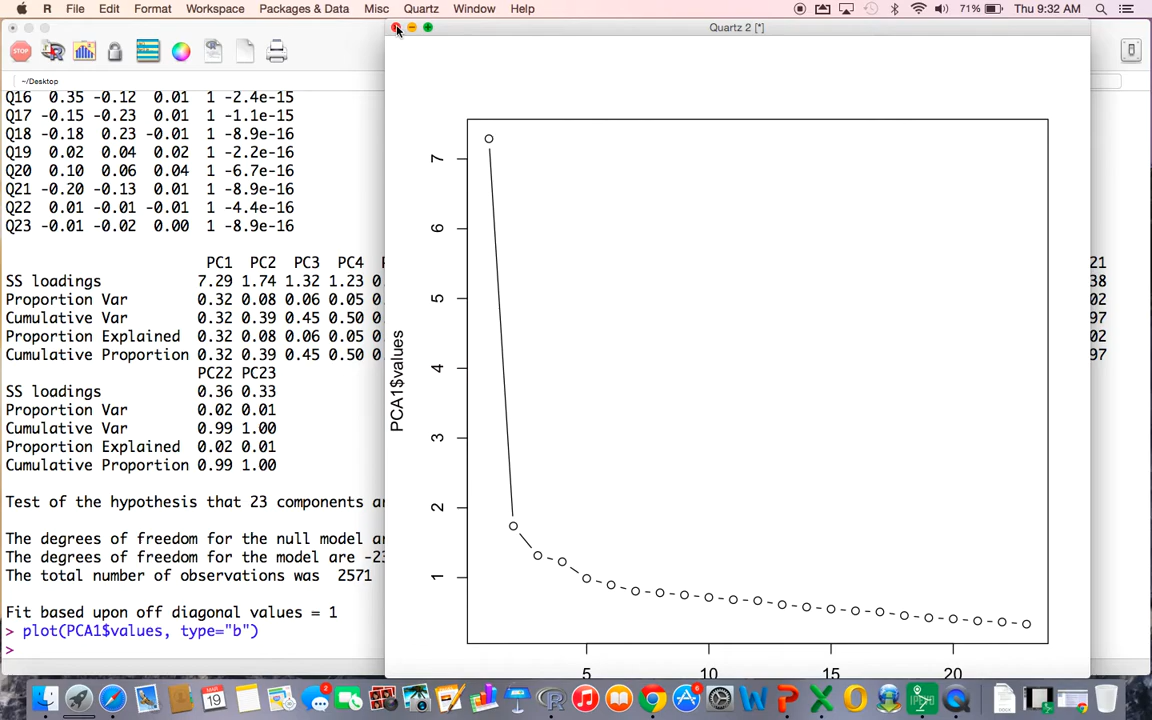 R File Edit Format Workspace Packages & Data Misc Quartz Window Help 71% Thu 9:32 AM
Quartz 2 [*]
STOP
~/Desktop
Q16 0.35 -0.12 0.01 1 -2.4e-15
Q17 -0.15 -0.23 0.01 1 -1.1e-15
Q18 -0.18 0.23 -0.01 1 -8.9e-16
Q19 0.02 0.04 0.02 1 -2.2e-16
Q20 0.10 0.06 0.04 1 -6.7e-16
Q21 -0.20 -0.13 0.01 1 -8.9e-16
Q22 0.01 -0.01 -0.01 1 -4.4e-16
Q23 -0.01 -0.02 0.00 1 -8.9e-16
PC1 PC2 PC3 PC4 21
SS loadings 7.29 1.74 1.32 1.23 0. 38
Proportion Var 0.32 0.08 0.06 0.05 0. 02
Cumulative Var 0.32 0.39 0.45 0.50 0. 97
Proportion Explained 0.32 0.08 0.06 0.05 0. 02
Cumulative Proportion 0.32 0.39 0.45 0.50 0. 97
PC22 PC23
SS loadings 0.36 0.33
Proportion Var 0.02 0.01
Cumulative Var 0.99 1.00
Proportion Explained 0.02 0.01
Cumulative Proportion 0.99 1.00
Test of the hypothesis that 23 components ar
The degrees of freedom for the null model ar
The degrees of freedom for the model are -23
The total number of observations was 2571
Fit based upon off diagonal values = 1
> plot(PCA1$values, type="b")
>
PCA1$values
7
6
5
4
3
2
1
5 10 15 20
MAR
19
2
6